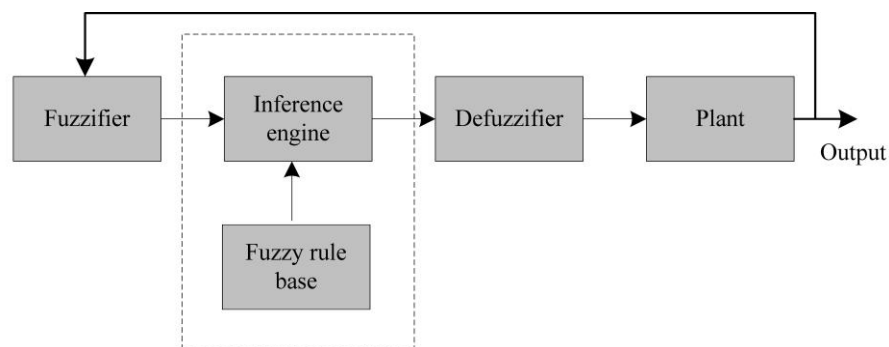 Fuzzifier
Inference
engine
Defuzzifier
Plant
Output
Fuzzy rule
base